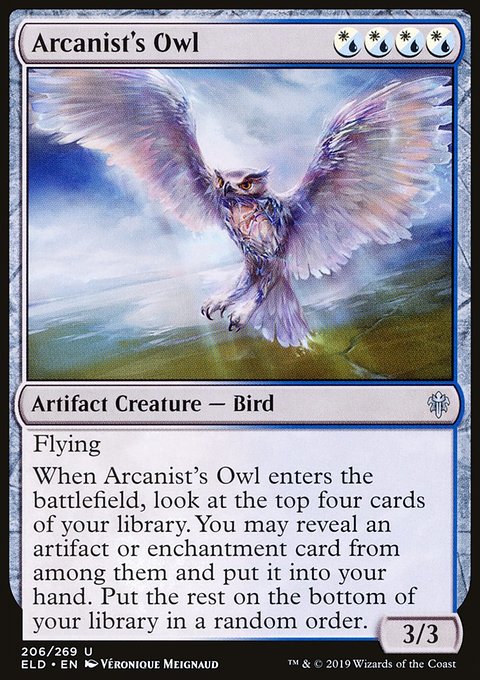 Arcanist's Owl
Artifact Creature — Bird
Flying
When Arcanist's Owl enters the
battlefield, look at the top four cards
of your library. You may reveal an
artifact or enchantment card from
among them and put it into your
hand. Put the rest on the bottom of
your library in a random order.
3/3
206/269 U
ELD • EN Véronique Meignaud
™ & © 2019 Wizards of the Coast